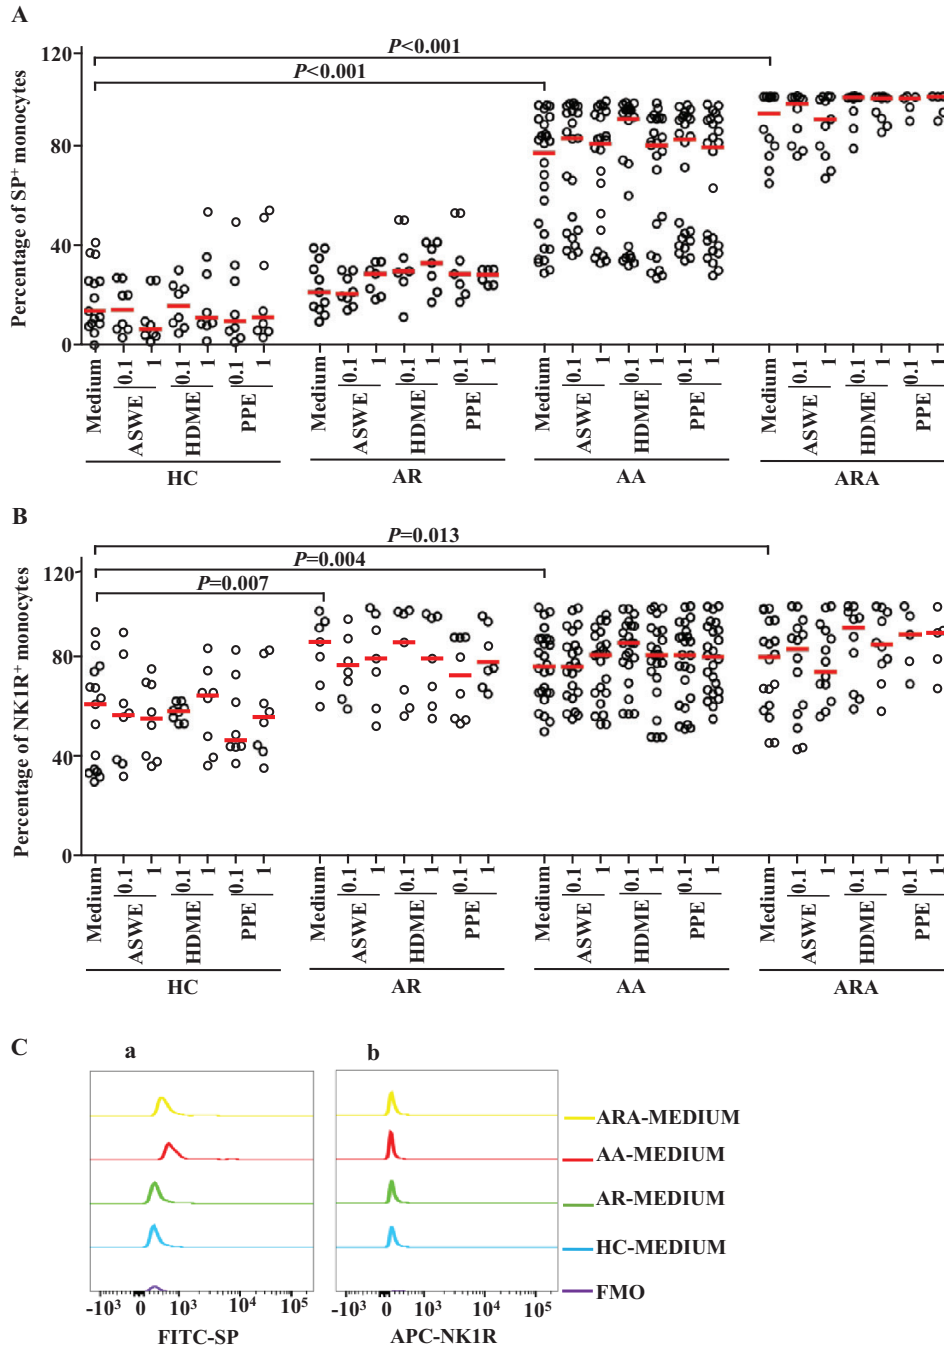 A
P<0.001
P<0.001
Percentage of SP+ monocytes
120
80
40
0
Medium 0.1 1 0.1 1 0.1 1 Medium 0.1 1 0.1 1 0.1 1 Medium 0.1 1 0.1 1 0.1 1 Medium 0.1 1 0.1 1 0.1 1
ASWE HDME PPE ASWE HDME PPE ASWE HDME PPE ASWE HDME PPE
HC AR AA ARA
B
P=0.013
P=0.004
P=0.007
Percentage of NK1R+ monocytes
120
80
40
0
Medium 0.1 1 0.1 1 0.1 1 Medium 0.1 1 0.1 1 0.1 1 Medium 0.1 1 0.1 1 0.1 1 Medium 0.1 1 0.1 1 0.1 1
ASWE HDME PPE ASWE HDME PPE ASWE HDME PPE ASWE HDME PPE
HC AR AA ARA
C
a b
ARA-MEDIUM
AA-MEDIUM
AR-MEDIUM
HC-MEDIUM
FMO
-10³ 0 10³ 10⁴ 10⁵ -10³ 0 10³ 10⁴ 10⁵
FITC-SP APC-NK1R